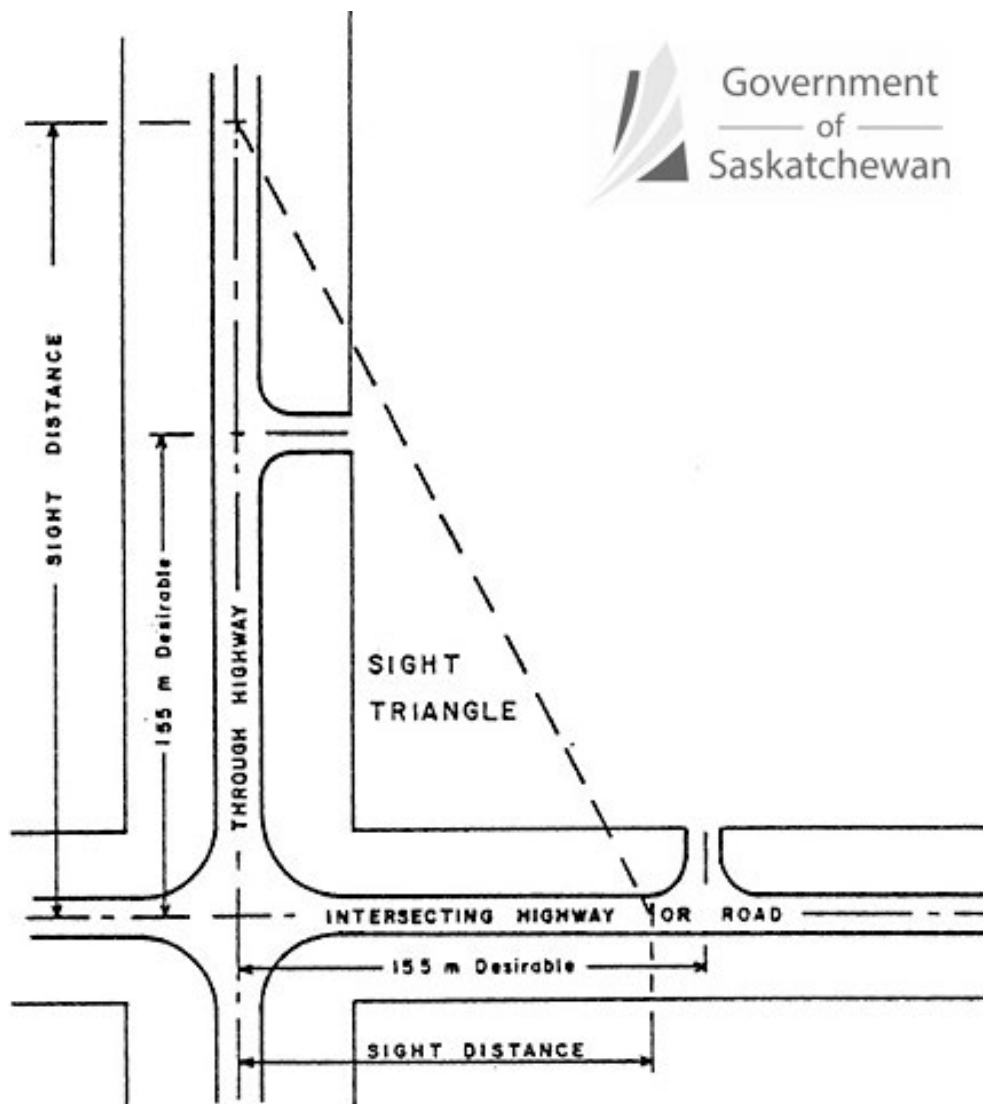 Government
of
Saskatchewan
SIGHT DISTANCE
155 m Desirable
THROUGH HIGHWAY
SIGHT
TRIANGLE
INTERSECTING HIGHWAY OR ROAD
155 m Desirable
SIGHT DISTANCE